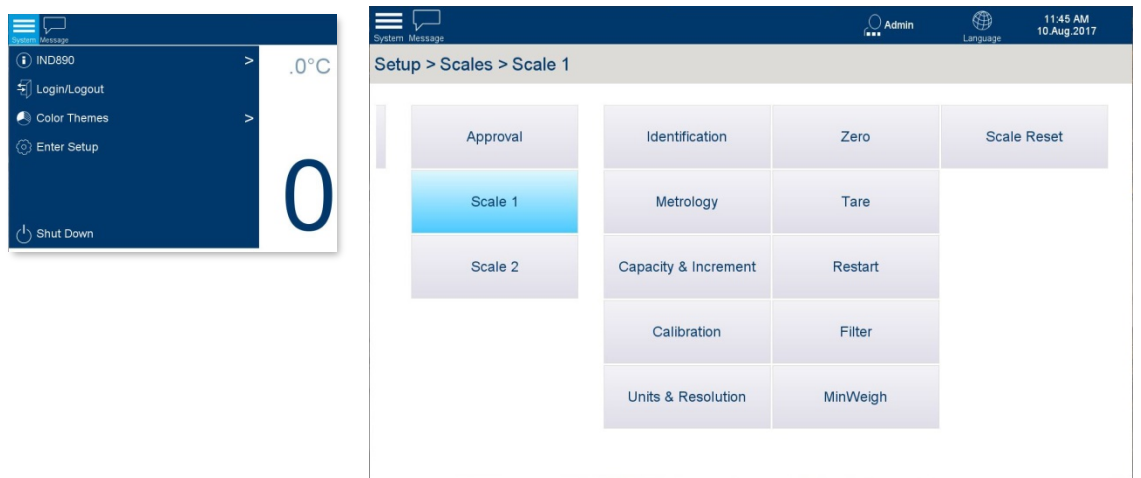 System Message
IND890 >
.0°C
Login/Logout
Color Themes >
Enter Setup
0
Shut Down
System Message
Admin
Language
11:45 AM
10.Aug.2017
Setup > Scales > Scale 1
Approval
Identification
Zero
Scale Reset
Scale 1
Metrology
Tare
Scale 2
Capacity & Increment
Restart
Calibration
Filter
Units & Resolution
MinWeigh